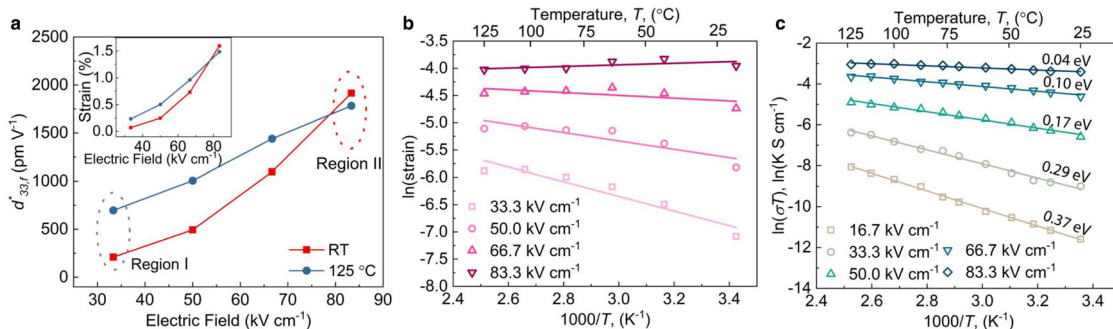 a
d*33,f (pm V⁻¹)
2500
2000
1750
1500
1250
1000
750
500
250
0
30 40 50 60 70 80 90
Electric Field (kV cm⁻¹)
Strain (%)
1.5
1.0
0.5
0.0
40 60 80
Electric Field (kV cm⁻¹)
Region II
Region I
RT
125 °C
b
Temperature, T, (°C)
125 100 75 50 25
ln(strain)
-3.0
-3.5
-4.0
-4.5
-5.0
-5.5
-6.0
-6.5
-7.0
-7.5
-8.0
33.3 kV cm⁻¹
50.0 kV cm⁻¹
66.7 kV cm⁻¹
83.3 kV cm⁻¹
2.4 2.6 2.8 3.0 3.2 3.4
1000/T, (K⁻¹)
c
Temperature, T, (°C)
125 100 75 50 25
ln(σT), ln(K S cm⁻¹)
-2
-4
-6
-8
-10
-12
-14
0.04 eV
0.10 eV
0.17 eV
0.29 eV
0.37 eV
16.7 kV cm⁻¹
33.3 kV cm⁻¹
50.0 kV cm⁻¹
66.7 kV cm⁻¹
83.3 kV cm⁻¹
2.4 2.6 2.8 3.0 3.2 3.4
1000/T, (K⁻¹)